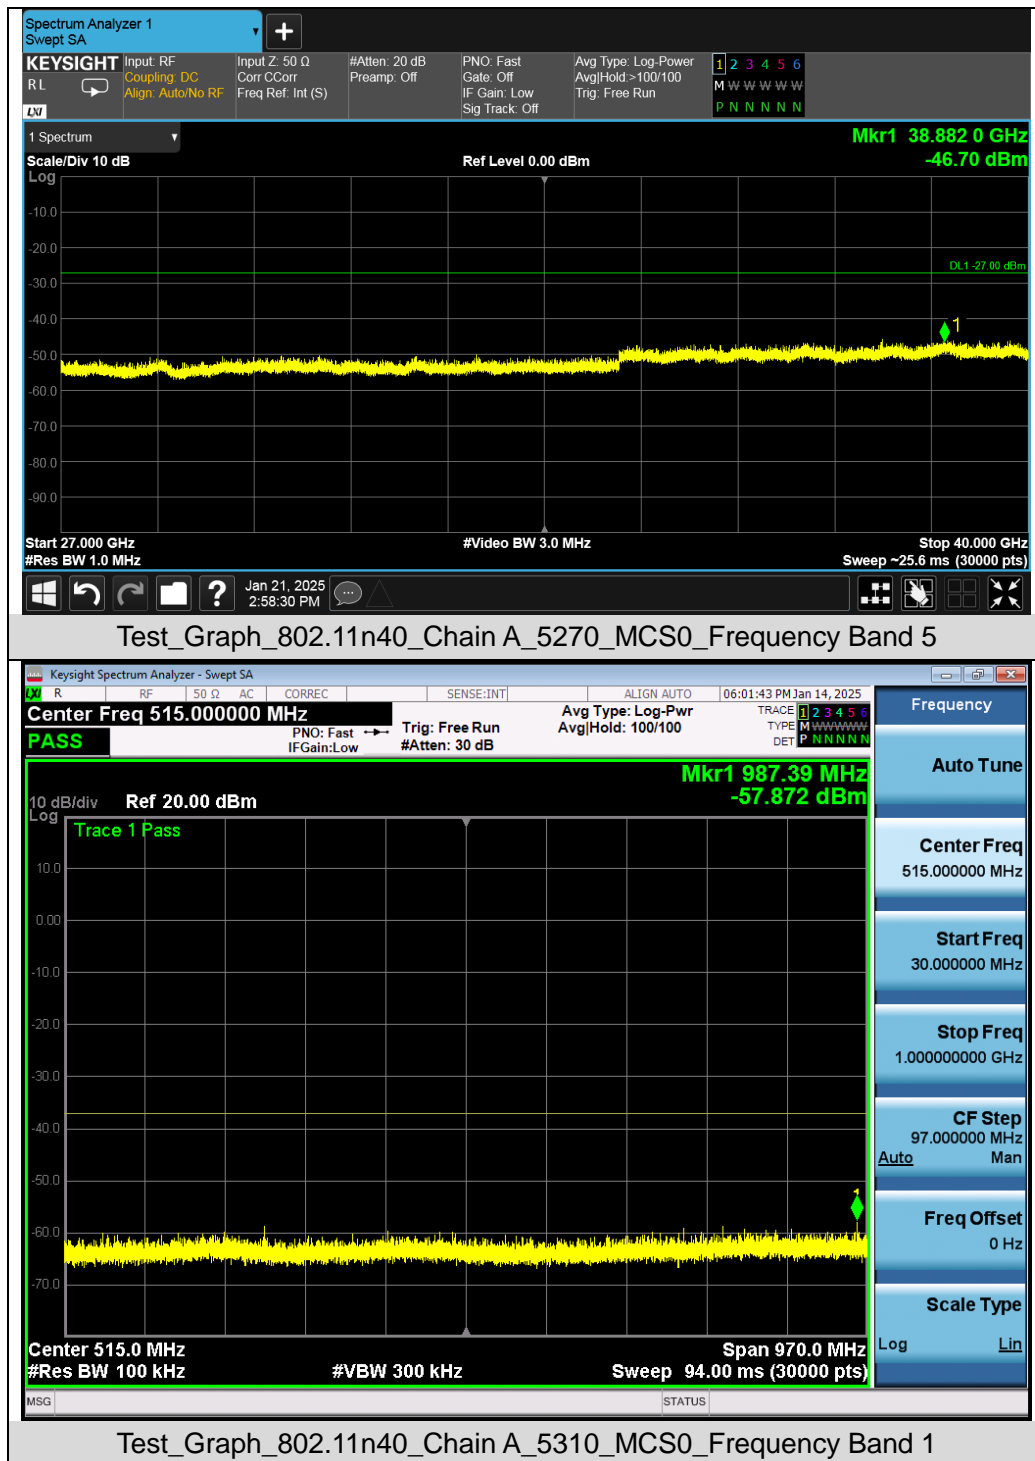 Spectrum Analyzer 1
Swept SA
KEYSIGHT
R L
LXI
Input: RF
Coupling: DC
Align: Auto/No RF
Input Z: 50 Ω
Corr CCorr
Freq Ref: Int (S)
#Atten: 20 dB
Preamp: Off
PNO: Fast
Gate: Off
IF Gain: Low
Sig Track: Off
Avg Type: Log-Power
Avg|Hold:>100/100
Trig: Free Run
1 2 3 4 5 6
M W W W W W
P N N N N N
1 Spectrum
Mkr1 38.882 0 GHz
Scale/Div 10 dB
Ref Level 0.00 dBm
-46.70 dBm
Log
-10.0
-20.0
DL1 -27.00 dBm
-30.0
-40.0
1
-50.0
-60.0
-70.0
-80.0
-90.0
Start 27.000 GHz
#Video BW 3.0 MHz
Stop 40.000 GHz
#Res BW 1.0 MHz
Sweep ~25.6 ms (30000 pts)
?
Jan 21, 2025
2:58:30 PM
Test_Graph_802.11n40_Chain A_5270_MCS0_Frequency Band 5
Keysight Spectrum Analyzer - Swept SA
LXI R RF 50 Ω AC CORREC SENSE:INT ALIGN AUTO 06:01:43 PM Jan 14, 2025
Center Freq 515.000000 MHz
PASS
PNO: Fast
IFGain:Low
Trig: Free Run
#Atten: 30 dB
Avg Type: Log-Pwr
Avg|Hold: 100/100
TRACE 1 2 3 4 5 6
TYPE M W W W W W
DET P N N N N N
Frequency
Mkr1 987.39 MHz
-57.872 dBm
10 dB/div Ref 20.00 dBm
Log
Trace 1 Pass
10.0
0.00
-10.0
-20.0
-30.0
-40.0
-50.0
1
-60.0
-70.0
Center 515.0 MHz
Span 970.0 MHz
#Res BW 100 kHz
#VBW 300 kHz
Sweep 94.00 ms (30000 pts)
Auto Tune
Center Freq
515.000000 MHz
Start Freq
30.000000 MHz
Stop Freq
1.000000000 GHz
CF Step
97.000000 MHz
Auto Man
Freq Offset
0 Hz
Scale Type
Log Lin
MSG STATUS
Test_Graph_802.11n40_Chain A_5310_MCS0_Frequency Band 1